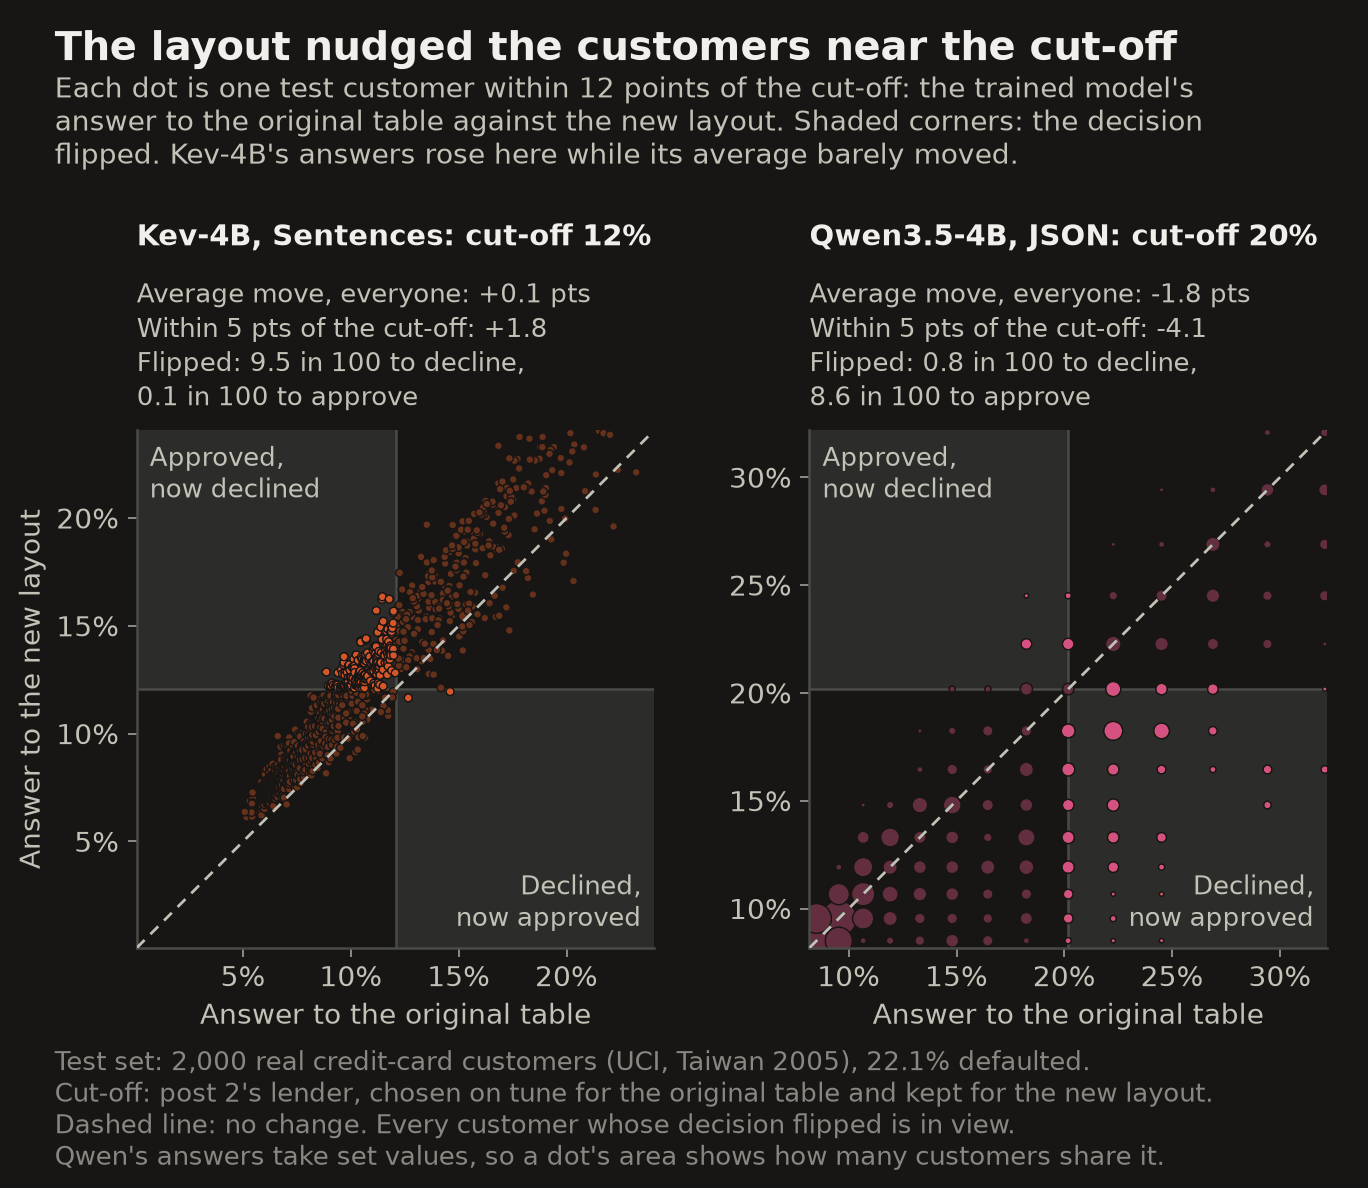 The layout nudged the customers near the cut-off
Each dot is one test customer within 12 points of the cut-off: the trained model's
answer to the original table against the new layout. Shaded corners: the decision
flipped. Kev-4B's answers rose here while its average barely moved.
Kev-4B, Sentences: cut-off 12%
Average move, everyone: +0.1 pts
Within 5 pts of the cut-off: +1.8
Flipped: 9.5 in 100 to decline,
0.1 in 100 to approve
Answer to the new layout
20%
15%
10%
5%
Approved,
now declined
Declined,
now approved
5% 10% 15% 20%
Answer to the original table
Qwen3.5-4B, JSON: cut-off 20%
Average move, everyone: -1.8 pts
Within 5 pts of the cut-off: -4.1
Flipped: 0.8 in 100 to decline,
8.6 in 100 to approve
30%
25%
20%
15%
10%
Approved,
now declined
Declined,
now approved
10% 15% 20% 25% 30%
Answer to the original table
Test set: 2,000 real credit-card customers (UCI, Taiwan 2005), 22.1% defaulted.
Cut-off: post 2's lender, chosen on tune for the original table and kept for the new layout.
Dashed line: no change. Every customer whose decision flipped is in view.
Qwen's answers take set values, so a dot's area shows how many customers share it.